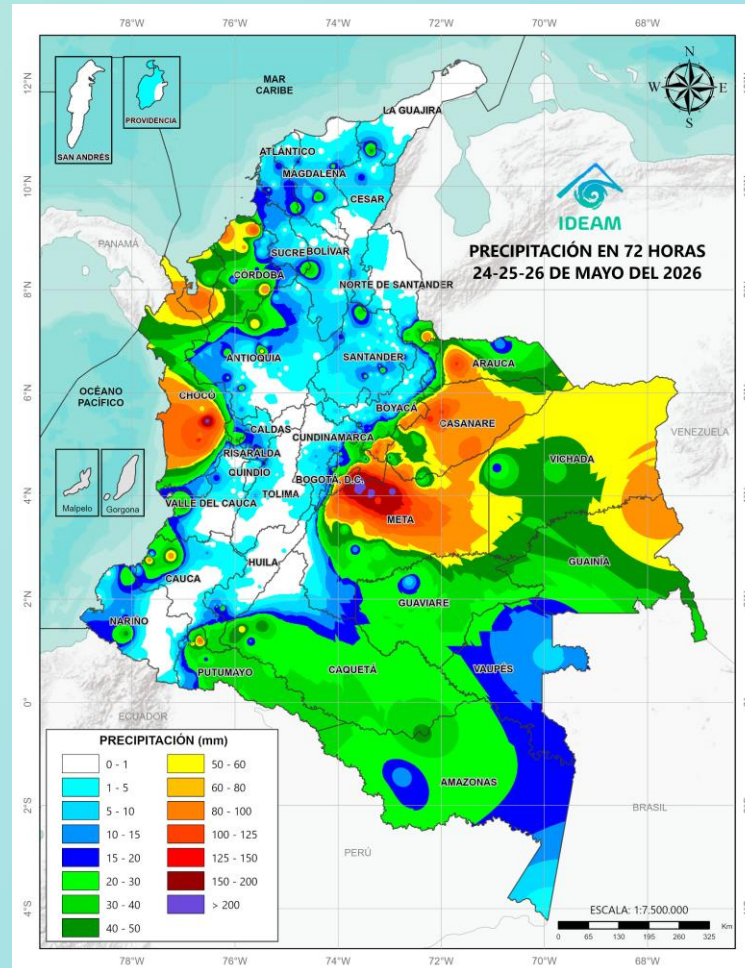 78°W 76°W 74°W 72°W 70°W 68°W
12°N
10°N
8°N
6°N
4°N
2°N
0°
2°S
4°S
N
W E
S
MAR
CARIBE
SAN ANDRÉS
PROVIDENCIA
LA GUAJIRA
ATLÁNTICO
MAGDALENA
CESAR
IDEAM
PRECIPITACIÓN EN 72 HORAS
24-25-26 DE MAYO DEL 2026
PANAMÁ
SUCRE
BOLÍVAR
CÓRDOBA
NORTE DE SANTANDER
ANTIOQUIA
SANTANDER
ARAUCA
OCÉANO
PACÍFICO
CHOCÓ
BOYACÁ
CASANARE
VENEZUELA
CALDAS
CUNDINAMARCA
RISARALDA
VICHADA
QUINDÍO
BOGOTÁ, D.C.
TOLIMA
Malpelo
Gorgona
VALLE DEL CAUCA
META
HUILA
GUAINÍA
CAUCA
GUAVIARE
NARIÑO
VAUPÉS
PUTUMAYO
CAQUETÁ
ECUADOR
AMAZONAS
BRASIL
PERÚ
PRECIPITACIÓN (mm)
0 - 1
1 - 5
5 - 10
10 - 15
15 - 20
20 - 30
30 - 40
40 - 50
50 - 60
60 - 80
80 - 100
100 - 125
125 - 150
150 - 200
> 200
ESCALA: 1:7.500.000
0 65 130 195 260 325 Km
78°W 76°W 74°W 72°W 70°W 68°W